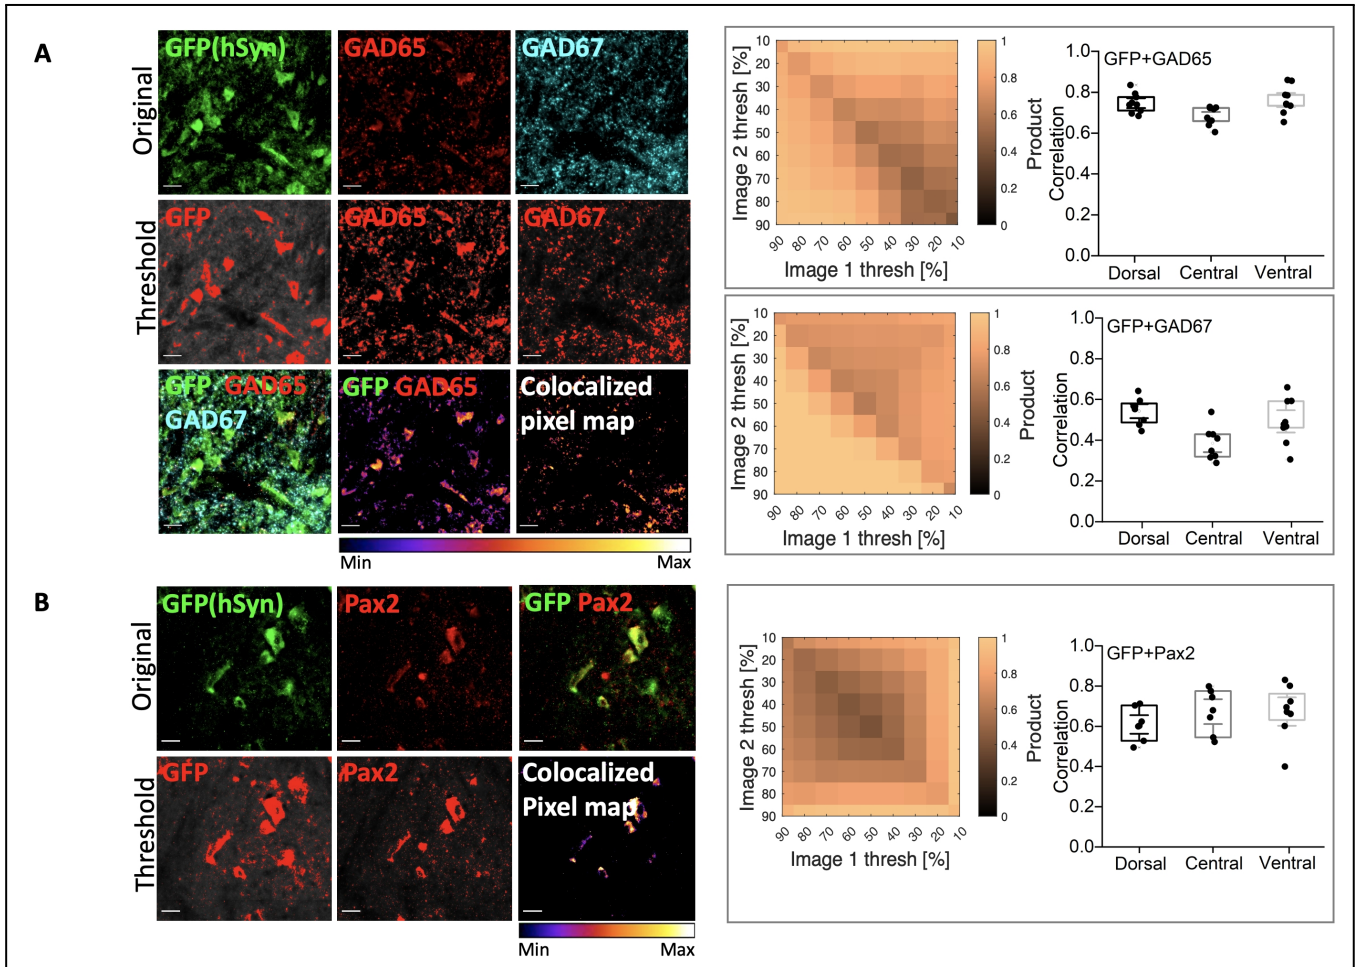 A
Original
GFP(hSyn)
GAD65
GAD67
Threshold
GFP
GAD65
GAD67
GFP GAD65
GAD67
GFP GAD65
Colocalized
pixel map
Min
Max
Image 2 thresh [%]
10
20
30
40
50
60
70
80
90
90 80 70 60 50 40 30 20 10
Image 1 thresh [%]
1
0.8
0.6
0.4
0.2
0
Product
Correlation
1.0
0.8
0.6
0.4
0.2
0.0
GFP+GAD65
Dorsal Central Ventral
Image 2 thresh [%]
10
20
30
40
50
60
70
80
90
90 80 70 60 50 40 30 20 10
Image 1 thresh [%]
1
0.8
0.6
0.4
0.2
0
Product
Correlation
1.0
0.8
0.6
0.4
0.2
0.0
GFP+GAD67
Dorsal Central Ventral
B
Original
GFP(hSyn)
Pax2
GFP Pax2
Threshold
GFP
Pax2
Colocalized
Pixel map
Min
Max
Image 2 thresh [%]
10
20
30
40
50
60
70
80
90
90 80 70 60 50 40 30 20 10
Image 1 thresh [%]
1
0.8
0.6
0.4
0.2
0
Product
Correlation
1.0
0.8
0.6
0.4
0.2
0.0
GFP+Pax2
Dorsal Central Ventral